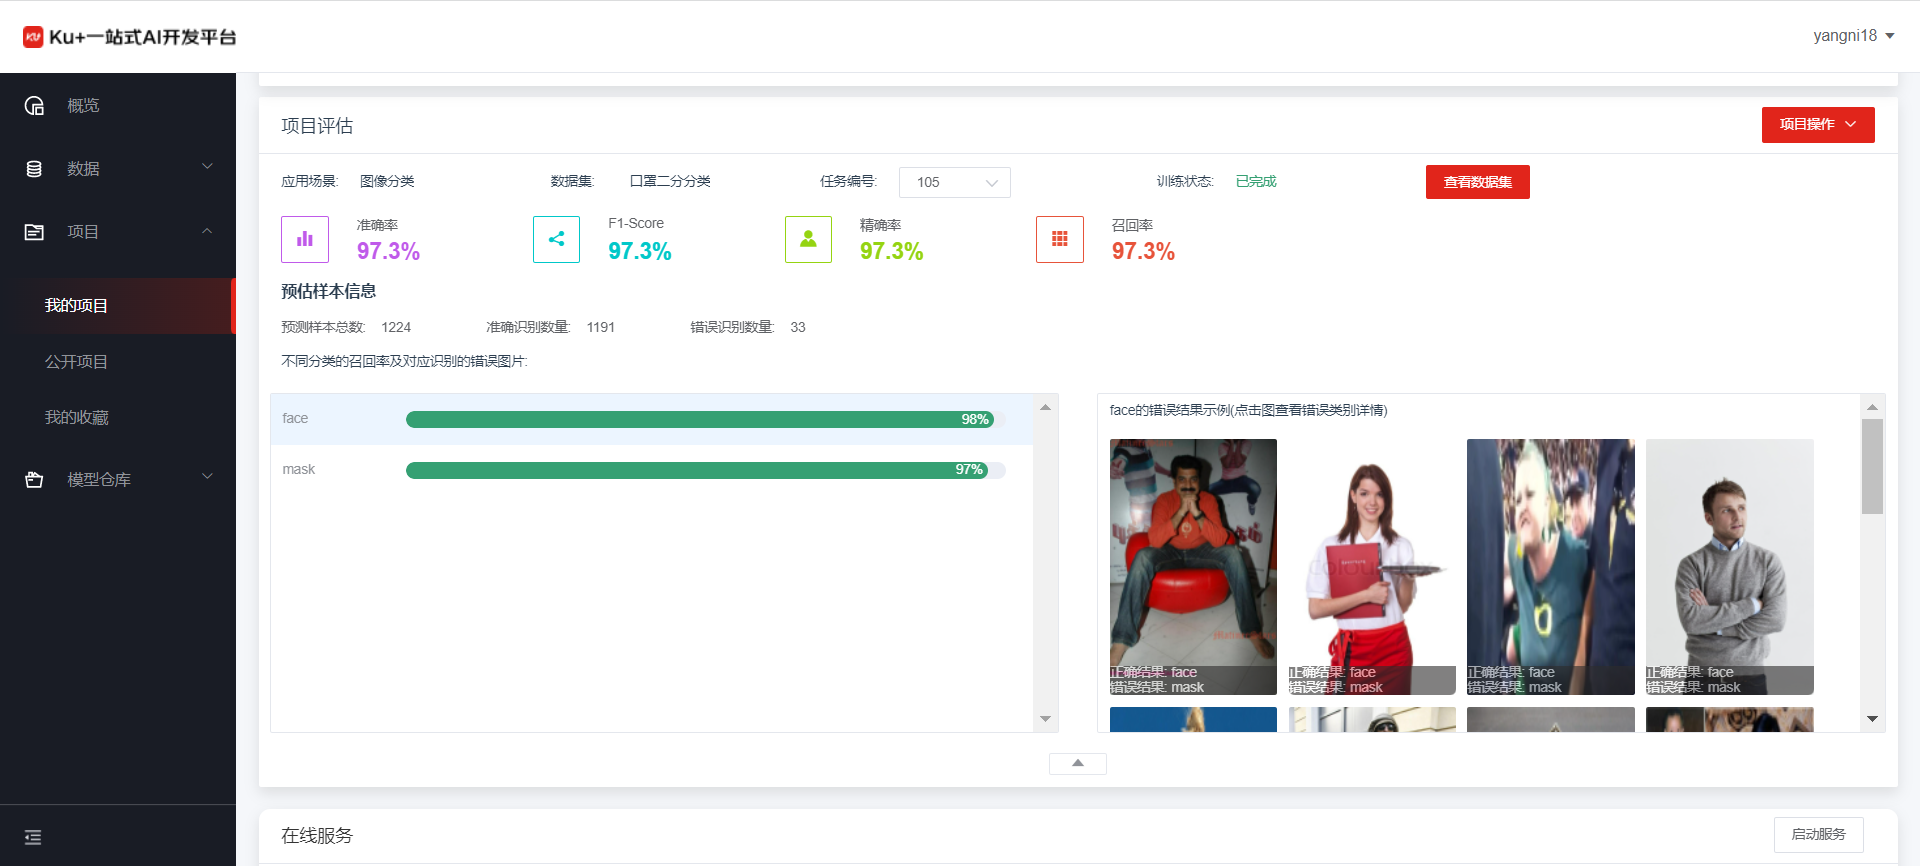 Ku+一站式AI开发平台
yangni18
概览
数据
项目
我的项目
公开项目
我的收藏
模型仓库
项目评估
项目操作
应用场景: 图像分类 数据集: 口罩二分分类 任务编号: 105 训练状态: 已完成 查看数据集
准确率
97.3%
F1-Score
97.3%
精确率
97.3%
召回率
97.3%
预估样本信息
预测样本总数: 1224 准确识别数量: 1191 错误识别数量: 33
不同分类的召回率及对应识别的错误图片:
face 98%
mask 97%
face的错误结果示例(点击图查看错误类别详情)
正确结果: face
错误结果: mask
正确结果: face
错误结果: mask
正确结果: face
错误结果: mask
正确结果: face
错误结果: mask
在线服务
启动服务